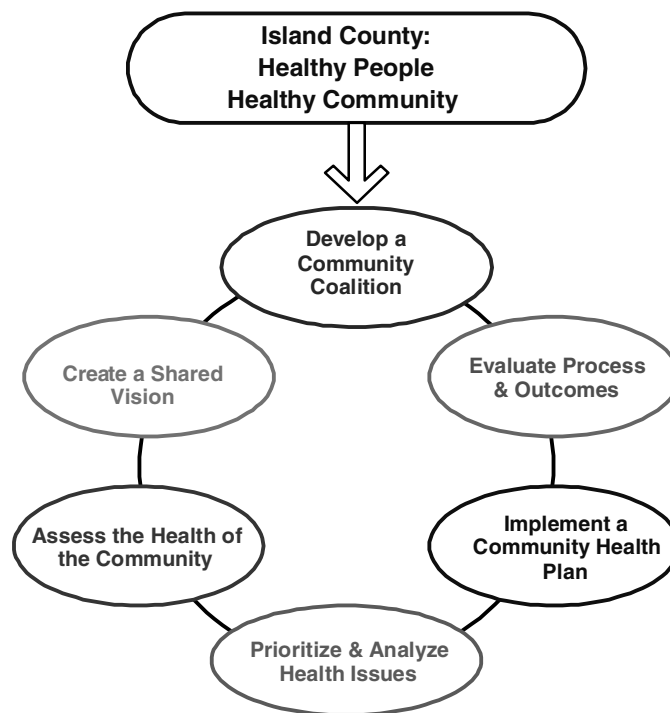 Island County:
Healthy People
Healthy Community
Develop a
Community
Coalition
Create a Shared
Vision
Evaluate Process
& Outcomes
Assess the Health of
the Community
Implement a
Community Health
Plan
Prioritize & Analyze
Health Issues